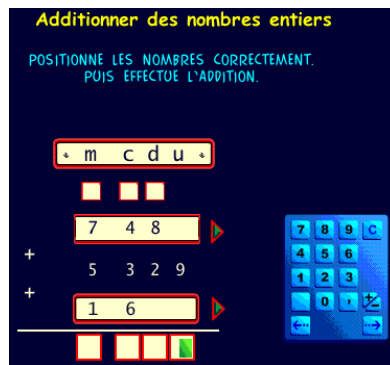 Additionner des nombres entiers
POSITIONNE LES NOMBRES CORRECTEMENT.
PUIS EFFECTUE L'ADDITION.
m c d u
7 4 8
+
5 3 2 9
+
1 6
7 8 9 C
4 5 6
1 2 3
0 , +/-